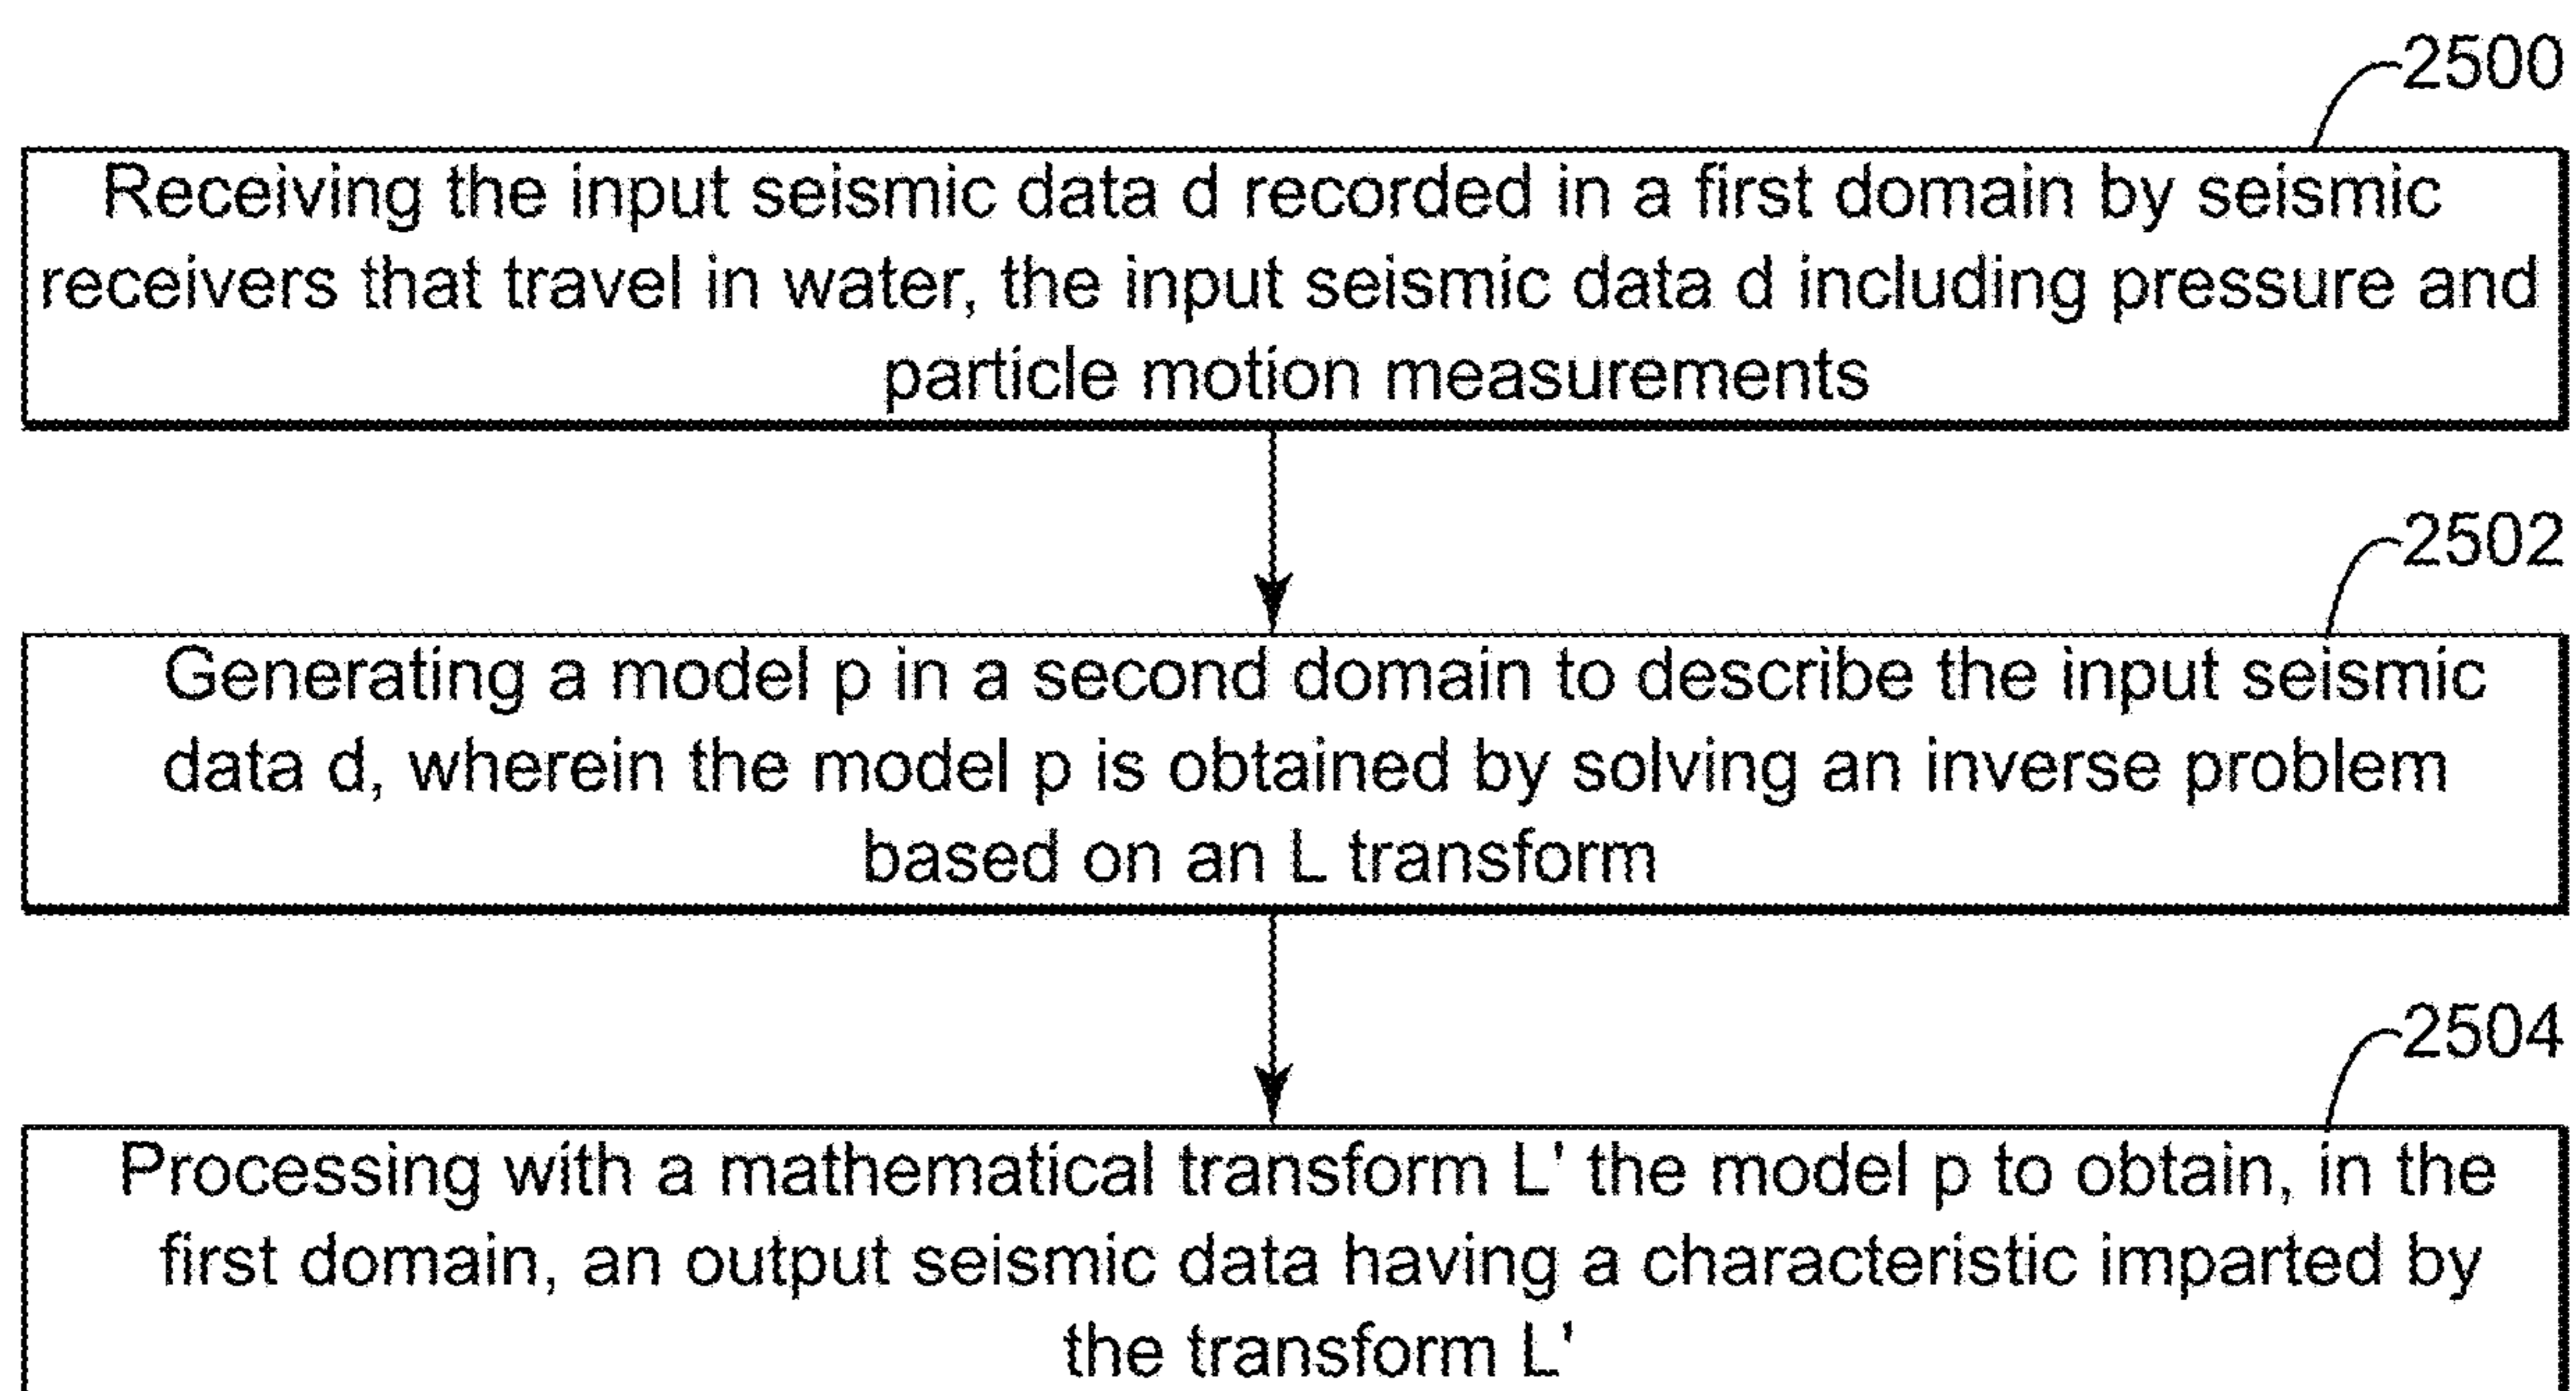 2500
Receiving the input seismic data d recorded in a first domain by seismic
receivers that travel in water, the input seismic data d including pressure and
particle motion measurements
2502
Generating a model p in a second domain to describe the input seismic
data d, wherein the model p is obtained by solving an inverse problem
based on an L transform
2504
Processing with a mathematical transform L' the model p to obtain, in the
first domain, an output seismic data having a characteristic imparted by
the transform L'